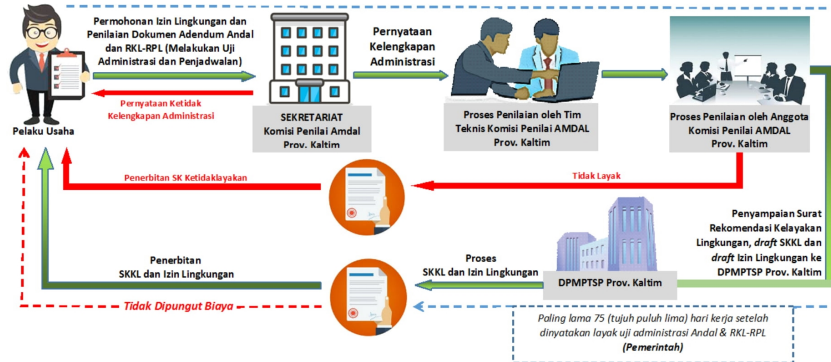 Permohonan Izin Lingkungan dan
Penilaian Dokumen Adendum Andal
dan RKL-RPL (Melakukan Uji
Administrasi dan Penjadwalan)
Pernyataan
Kelengkapan
Administrasi
Pernyataan Ketidak
Kelengkapan Administrasi
Pelaku Usaha
SEKRETARIAT
Komisi Penilai Amdal
Prov. Kaltim
Proses Penilaian oleh Tim
Teknis Komisi Penilai AMDAL
Prov. Kaltim
Proses Penilaian oleh Anggota
Komisi Penilai AMDAL
Prov. Kaltim
Penerbitan SK Ketidaklayakan
Tidak Layak
Penyampaian Surat
Rekomendasi Kelayakan
Lingkungan, draft SKKL dan
draft Izin Lingkungan ke
DPMPTSP Prov. Kaltim
Penerbitan
SKKL dan Izin Lingkungan
Proses
SKKL dan Izin Lingkungan
DPMPTSP Prov. Kaltim
Tidak Dipungut Biaya
Paling lama 75 (tujuh puluh lima) hari kerja setelah
dinyatakan layak uji administrasi Andal & RKL-RPL
(Pemerintah)